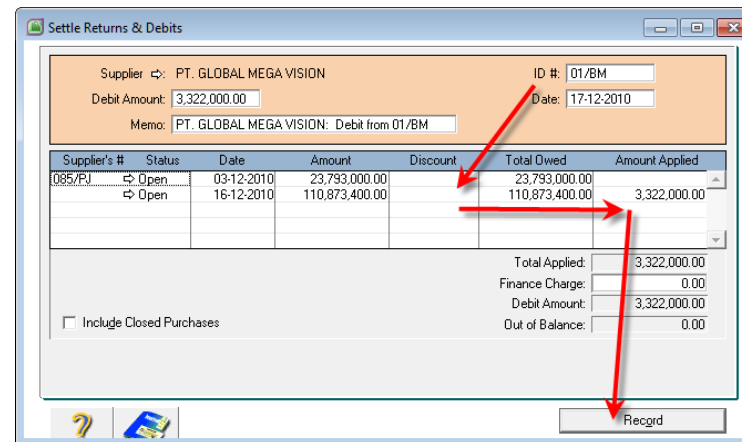 Settle Returns & Debits
Supplier ⇨: PT. GLOBAL MEGA VISION ID #: 01/BM
Debit Amount: 3,322,000.00 Date: 17-12-2010
Memo: PT. GLOBAL MEGA VISION: Debit from 01/BM
Supplier's # Status Date Amount Discount Total Owed Amount Applied
085/PJ ⇨ Open 03-12-2010 23,793,000.00 23,793,000.00
⇨ Open 16-12-2010 110,873,400.00 110,873,400.00 3,322,000.00
Total Applied: 3,322,000.00
Finance Charge: 0.00
Debit Amount: 3,322,000.00
Include Closed Purchases Out of Balance: 0.00
Record